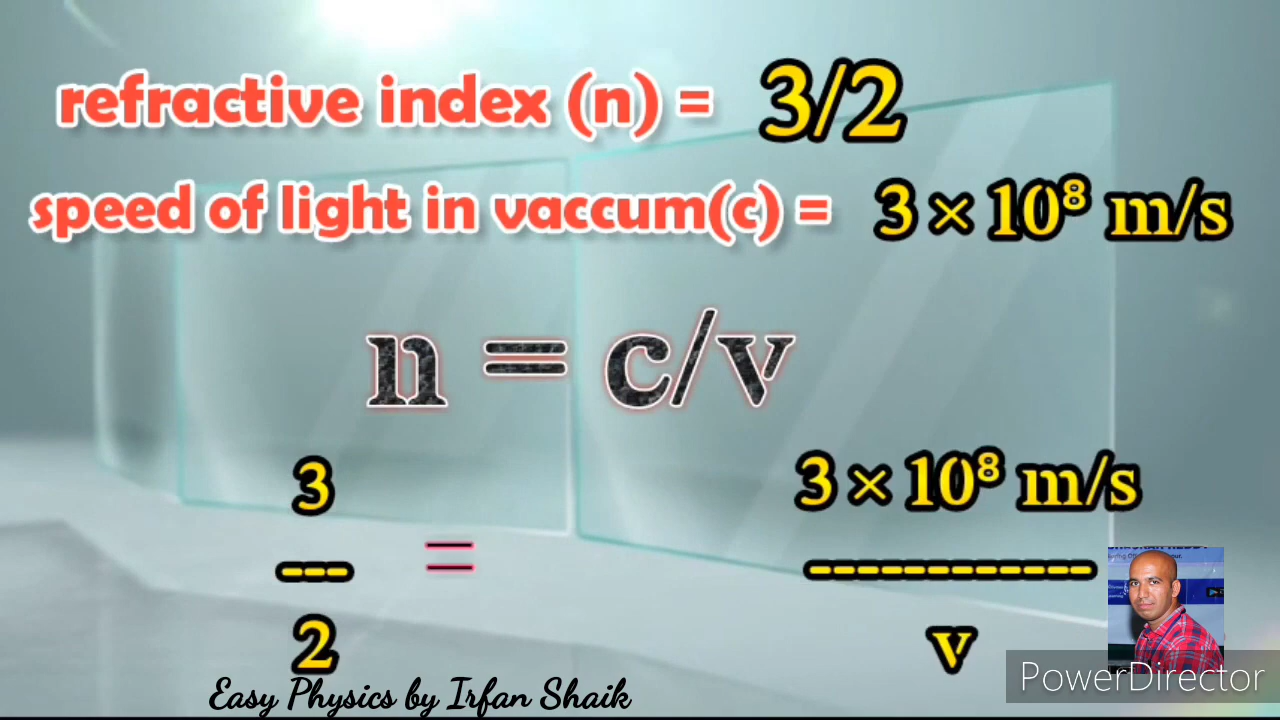 refractive index (n) = 3/2
speed of light in vaccum(c) = 3 × 10⁸ m/s
n = c/v
3 3 × 10⁸ m/s
--- = ------------
2 v
Easy Physics by Irfan Shaik
PowerDirector